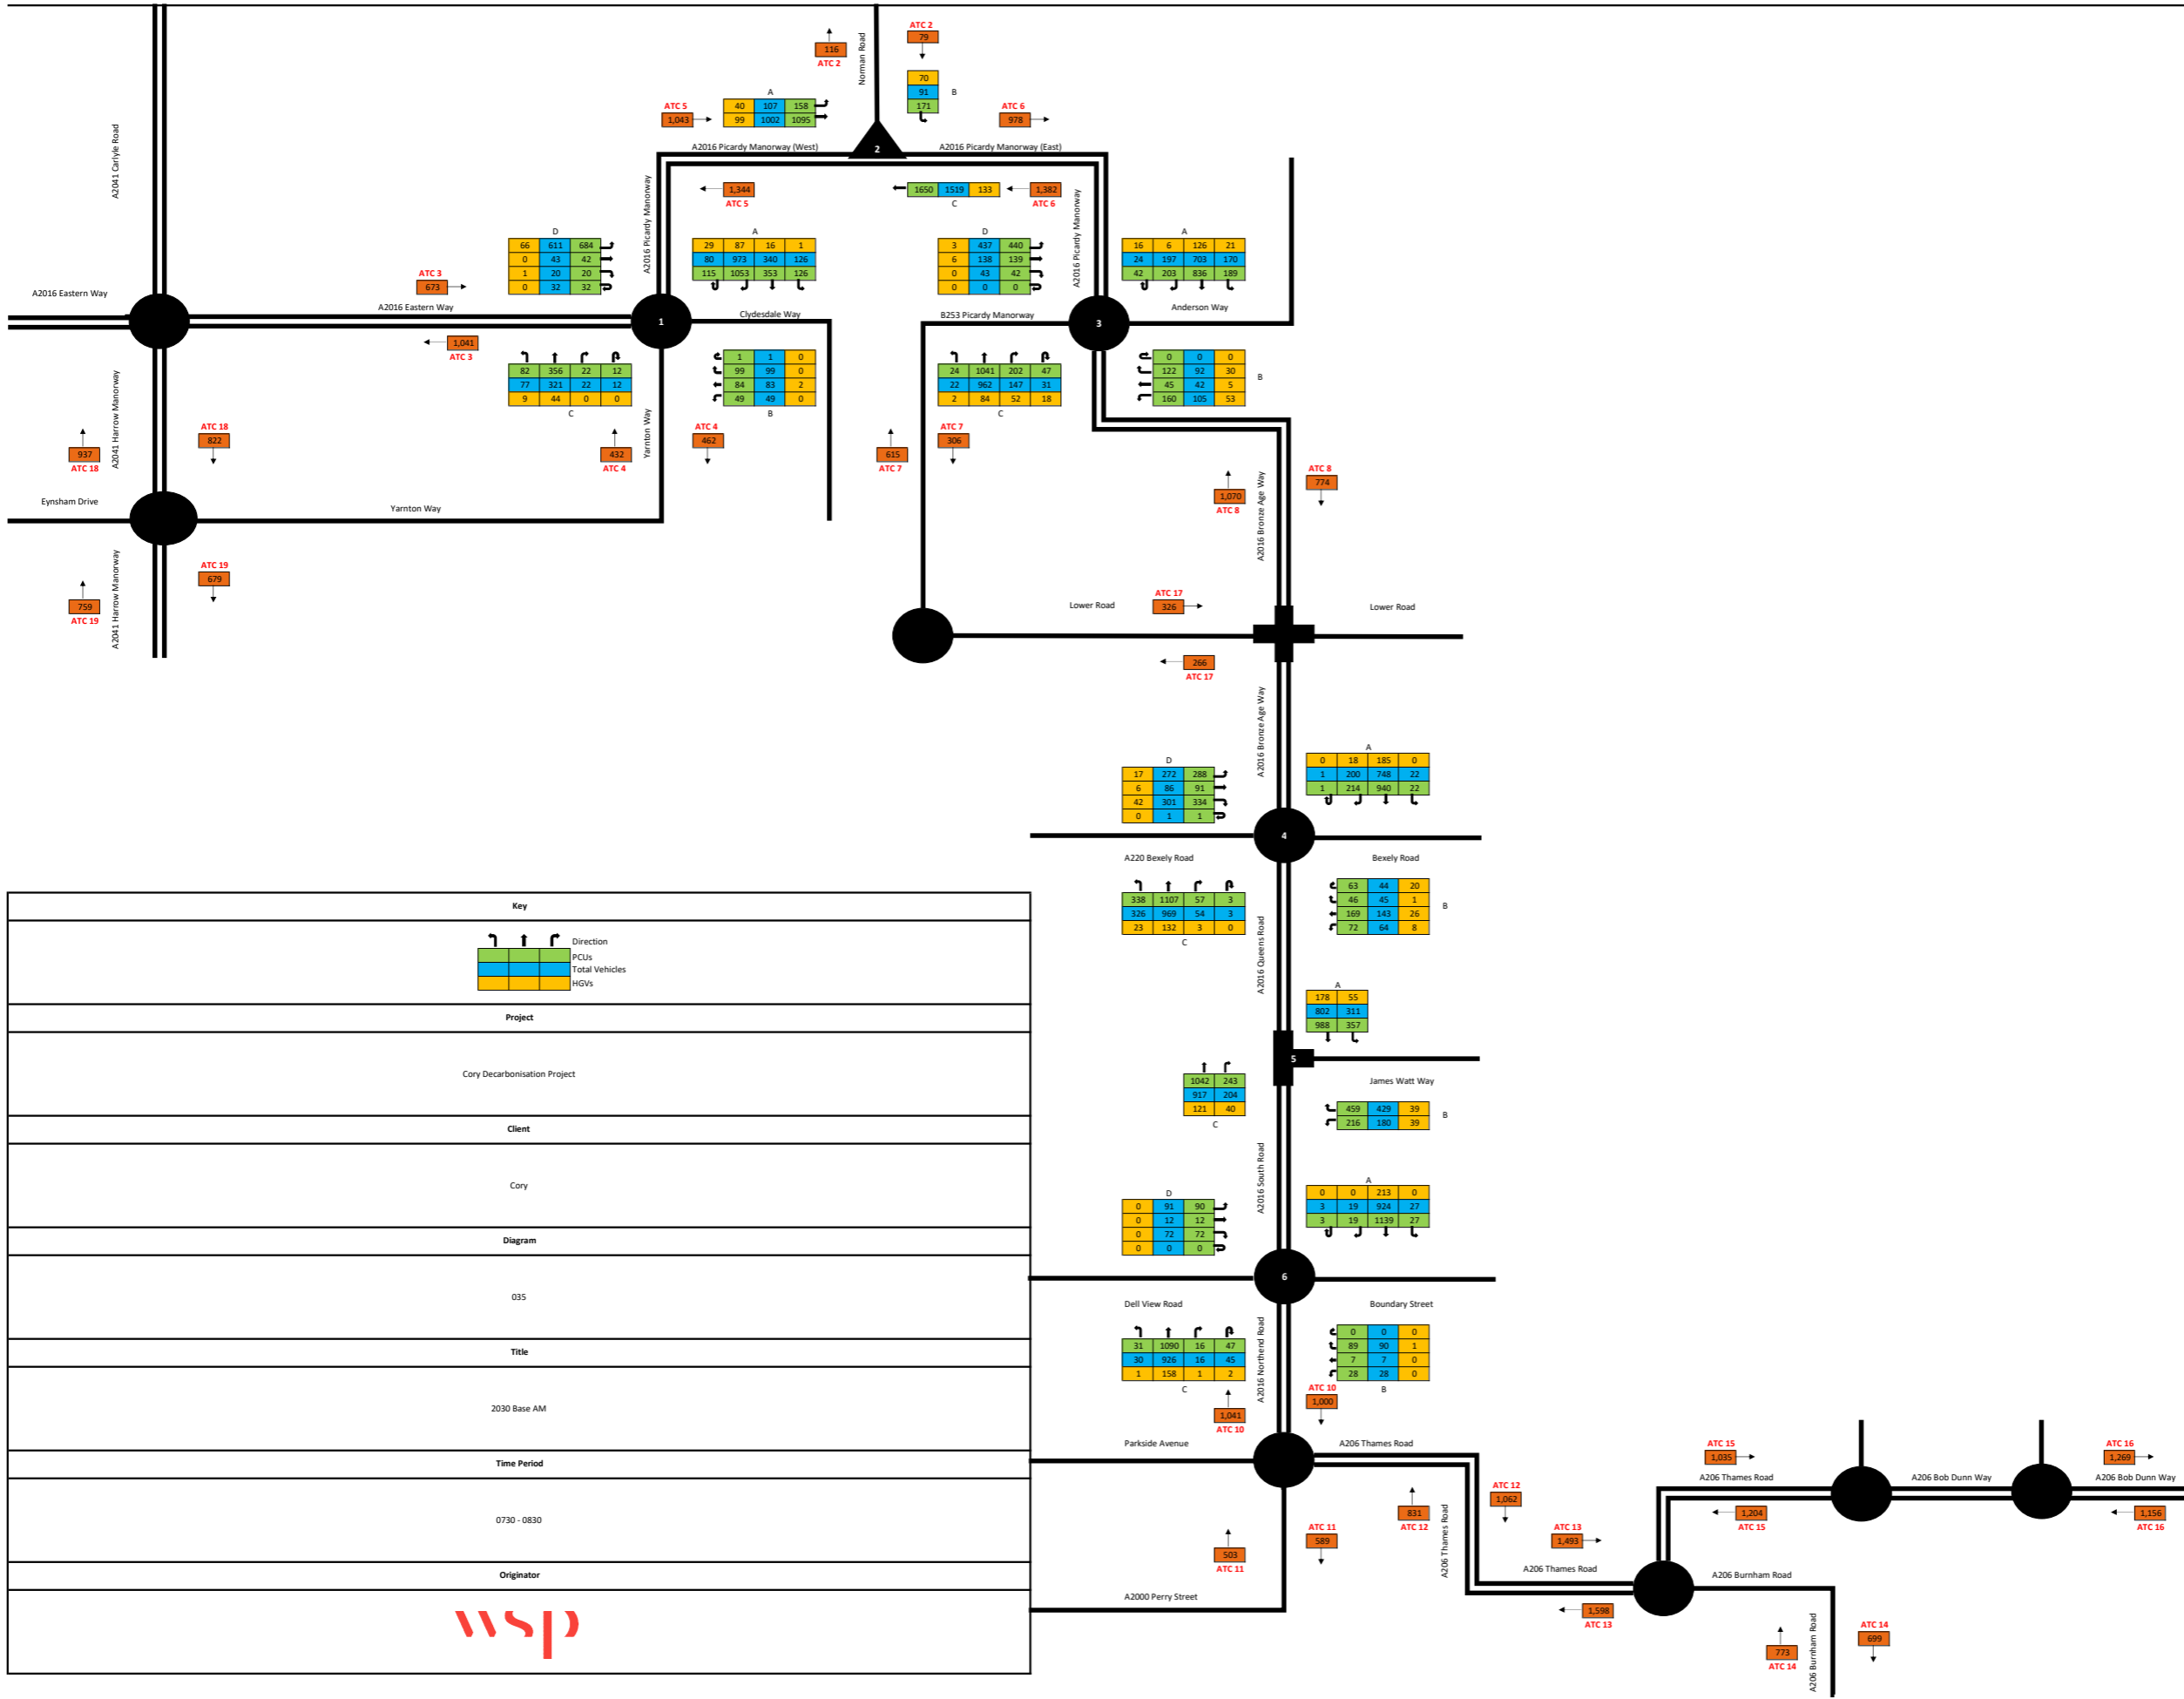 ATC 2
79
116
ATC 2
Norman Road
70
91
171
B
A
40 107 158
99 1002 1095
ATC 5
1,043
ATC 6
978
A2016 Picardy Manorway (West)
2
A2016 Picardy Manorway (East)
A2041 Carlyle Road
A2016 Picardy Manorway
1,344
ATC 5
1650 1519 133
C
1,382
ATC 6
A2016 Picardy Manorway
D
66 611 684
0 43 42
1 20 20
0 32 32
A
29 87 16 1
80 973 340 126
115 1053 353 126
D
3 437 440
6 138 139
0 43 42
0 0 0
A
16 6 126 21
24 197 703 170
42 203 836 189
ATC 3
673
A2016 Eastern Way
A2016 Eastern Way
1
Clydesdale Way
B253 Picardy Manorway
3
Anderson Way
1,041
ATC 3
82 356 22 12
77 321 22 12
9 44 0 0
C
1 1 0
99 99 0
84 83 2
49 49 0
B
24 1041 202 47
22 962 147 31
2 84 52 18
C
0 0 0
122 92 30
45 42 5
160 105 53
B
A2041 Harrow Manorway
937
ATC 18
ATC 18
822
432
ATC 4
Yarnton Way
ATC 4
462
615
ATC 7
ATC 7
306
1,070
ATC 8
A2016 Bronze Age Way
ATC 8
774
Eynsham Drive
Yarnton Way
759
ATC 19
A2041 Harrow Manorway
ATC 19
679
Lower Road
ATC 17
326
Lower Road
266
ATC 17
A2016 Bronze Age Way
D
17 272 288
6 86 91
42 301 334
0 1 1
A
0 18 185 0
1 200 748 22
1 214 940 22
4
A220 Bexely Road
Bexely Road
338 1107 57 3
326 969 54 3
23 132 3 0
C
A2016 Queens Road
63 44 20
46 45 1
169 143 26
72 64 8
B
A
178 55
802 311
988 357
5
1042 243
917 204
121 40
C
James Watt Way
459 429 39
216 180 39
B
A2016 South Road
D
0 91 90
0 12 12
0 72 72
0 0 0
A
0 0 213 0
3 19 924 27
3 19 1139 27
6
Dell View Road
Boundary Street
31 1090 16 47
30 926 16 45
1 158 1 2
C
A2016 Northend Road
0 0 0
89 90 1
7 7 0
28 28 0
B
1,041
ATC 10
ATC 10
1,000
Parkside Avenue
A206 Thames Road
503
ATC 11
ATC 11
589
A2000 Perry Street
831
ATC 12
A206 Thames Road
ATC 12
1,062
ATC 13
1,493
A206 Thames Road
1,598
ATC 13
ATC 15
1,035
A206 Thames Road
1,204
ATC 15
A206 Bob Dunn Way
ATC 16
1,269
A206 Bob Dunn Way
1,156
ATC 16
A206 Burnham Road
773
ATC 14
A206 Burnham Road
ATC 14
699
Key
Direction
PCUs
Total Vehicles
HGVs
Project
Cory Decarbonisation Project
Client
Cory
Diagram
035
Title
2030 Base AM
Time Period
0730 - 0830
Originator
wsp